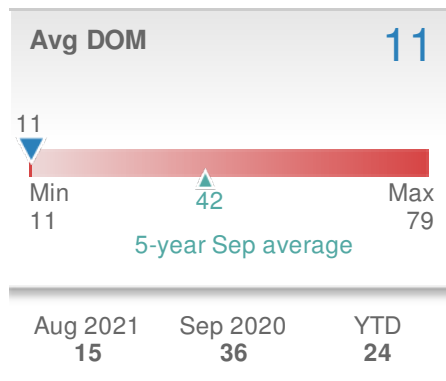 Avg DOM 11
11
Min Max
11 42 79
5-year Sep average
Aug 2021 Sep 2020 YTD
15 36 24